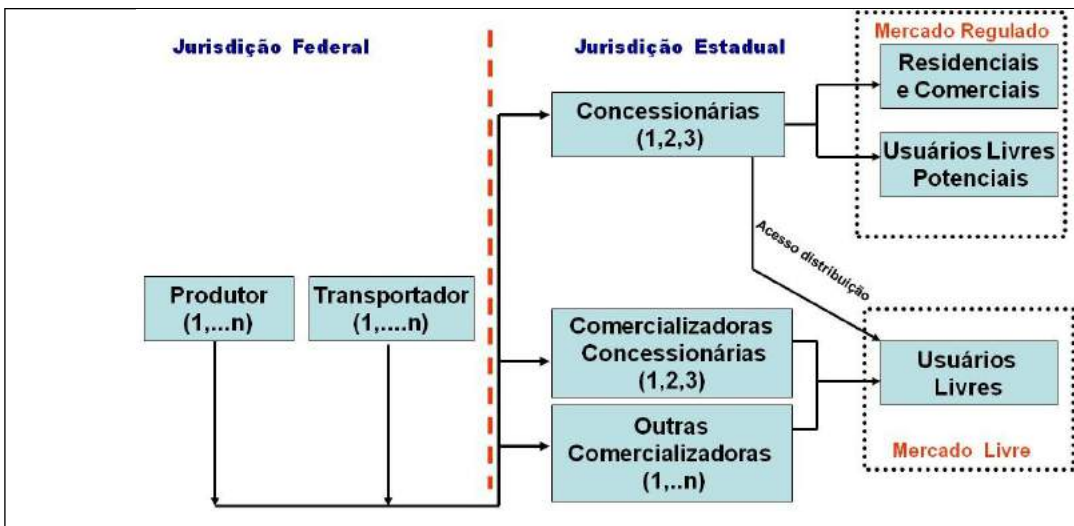 Jurisdição Federal
Jurisdição Estadual
Mercado Regulado
Residenciais
e Comerciais
Concessionárias
(1,2,3)
Usuários Livres
Potenciais
Acesso distribuição
Produtor
(1,...n)
Transportador
(1,....n)
Comercializadoras
Concessionárias
(1,2,3)
Usuários
Livres
Outras
Comercializadoras
(1,..n)
Mercado Livre